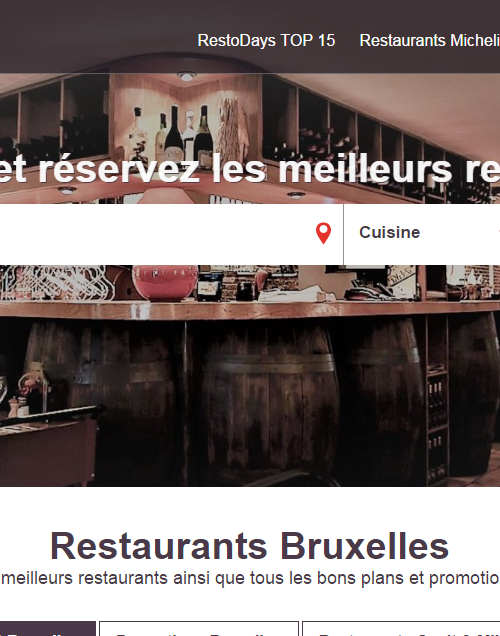 RestoDays TOP 15 Restaurants Micheli
et réservez les meilleurs re
Cuisine
Restaurants Bruxelles
meilleurs restaurants ainsi que tous les bons plans et promotio